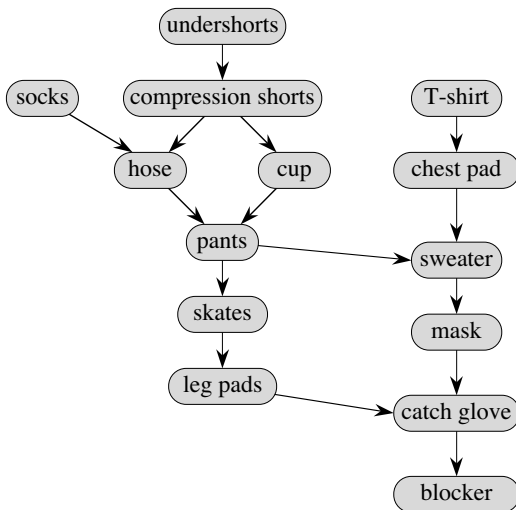 undershorts
socks
compression shorts
T-shirt
hose
cup
chest pad
pants
sweater
skates
mask
leg pads
catch glove
blocker